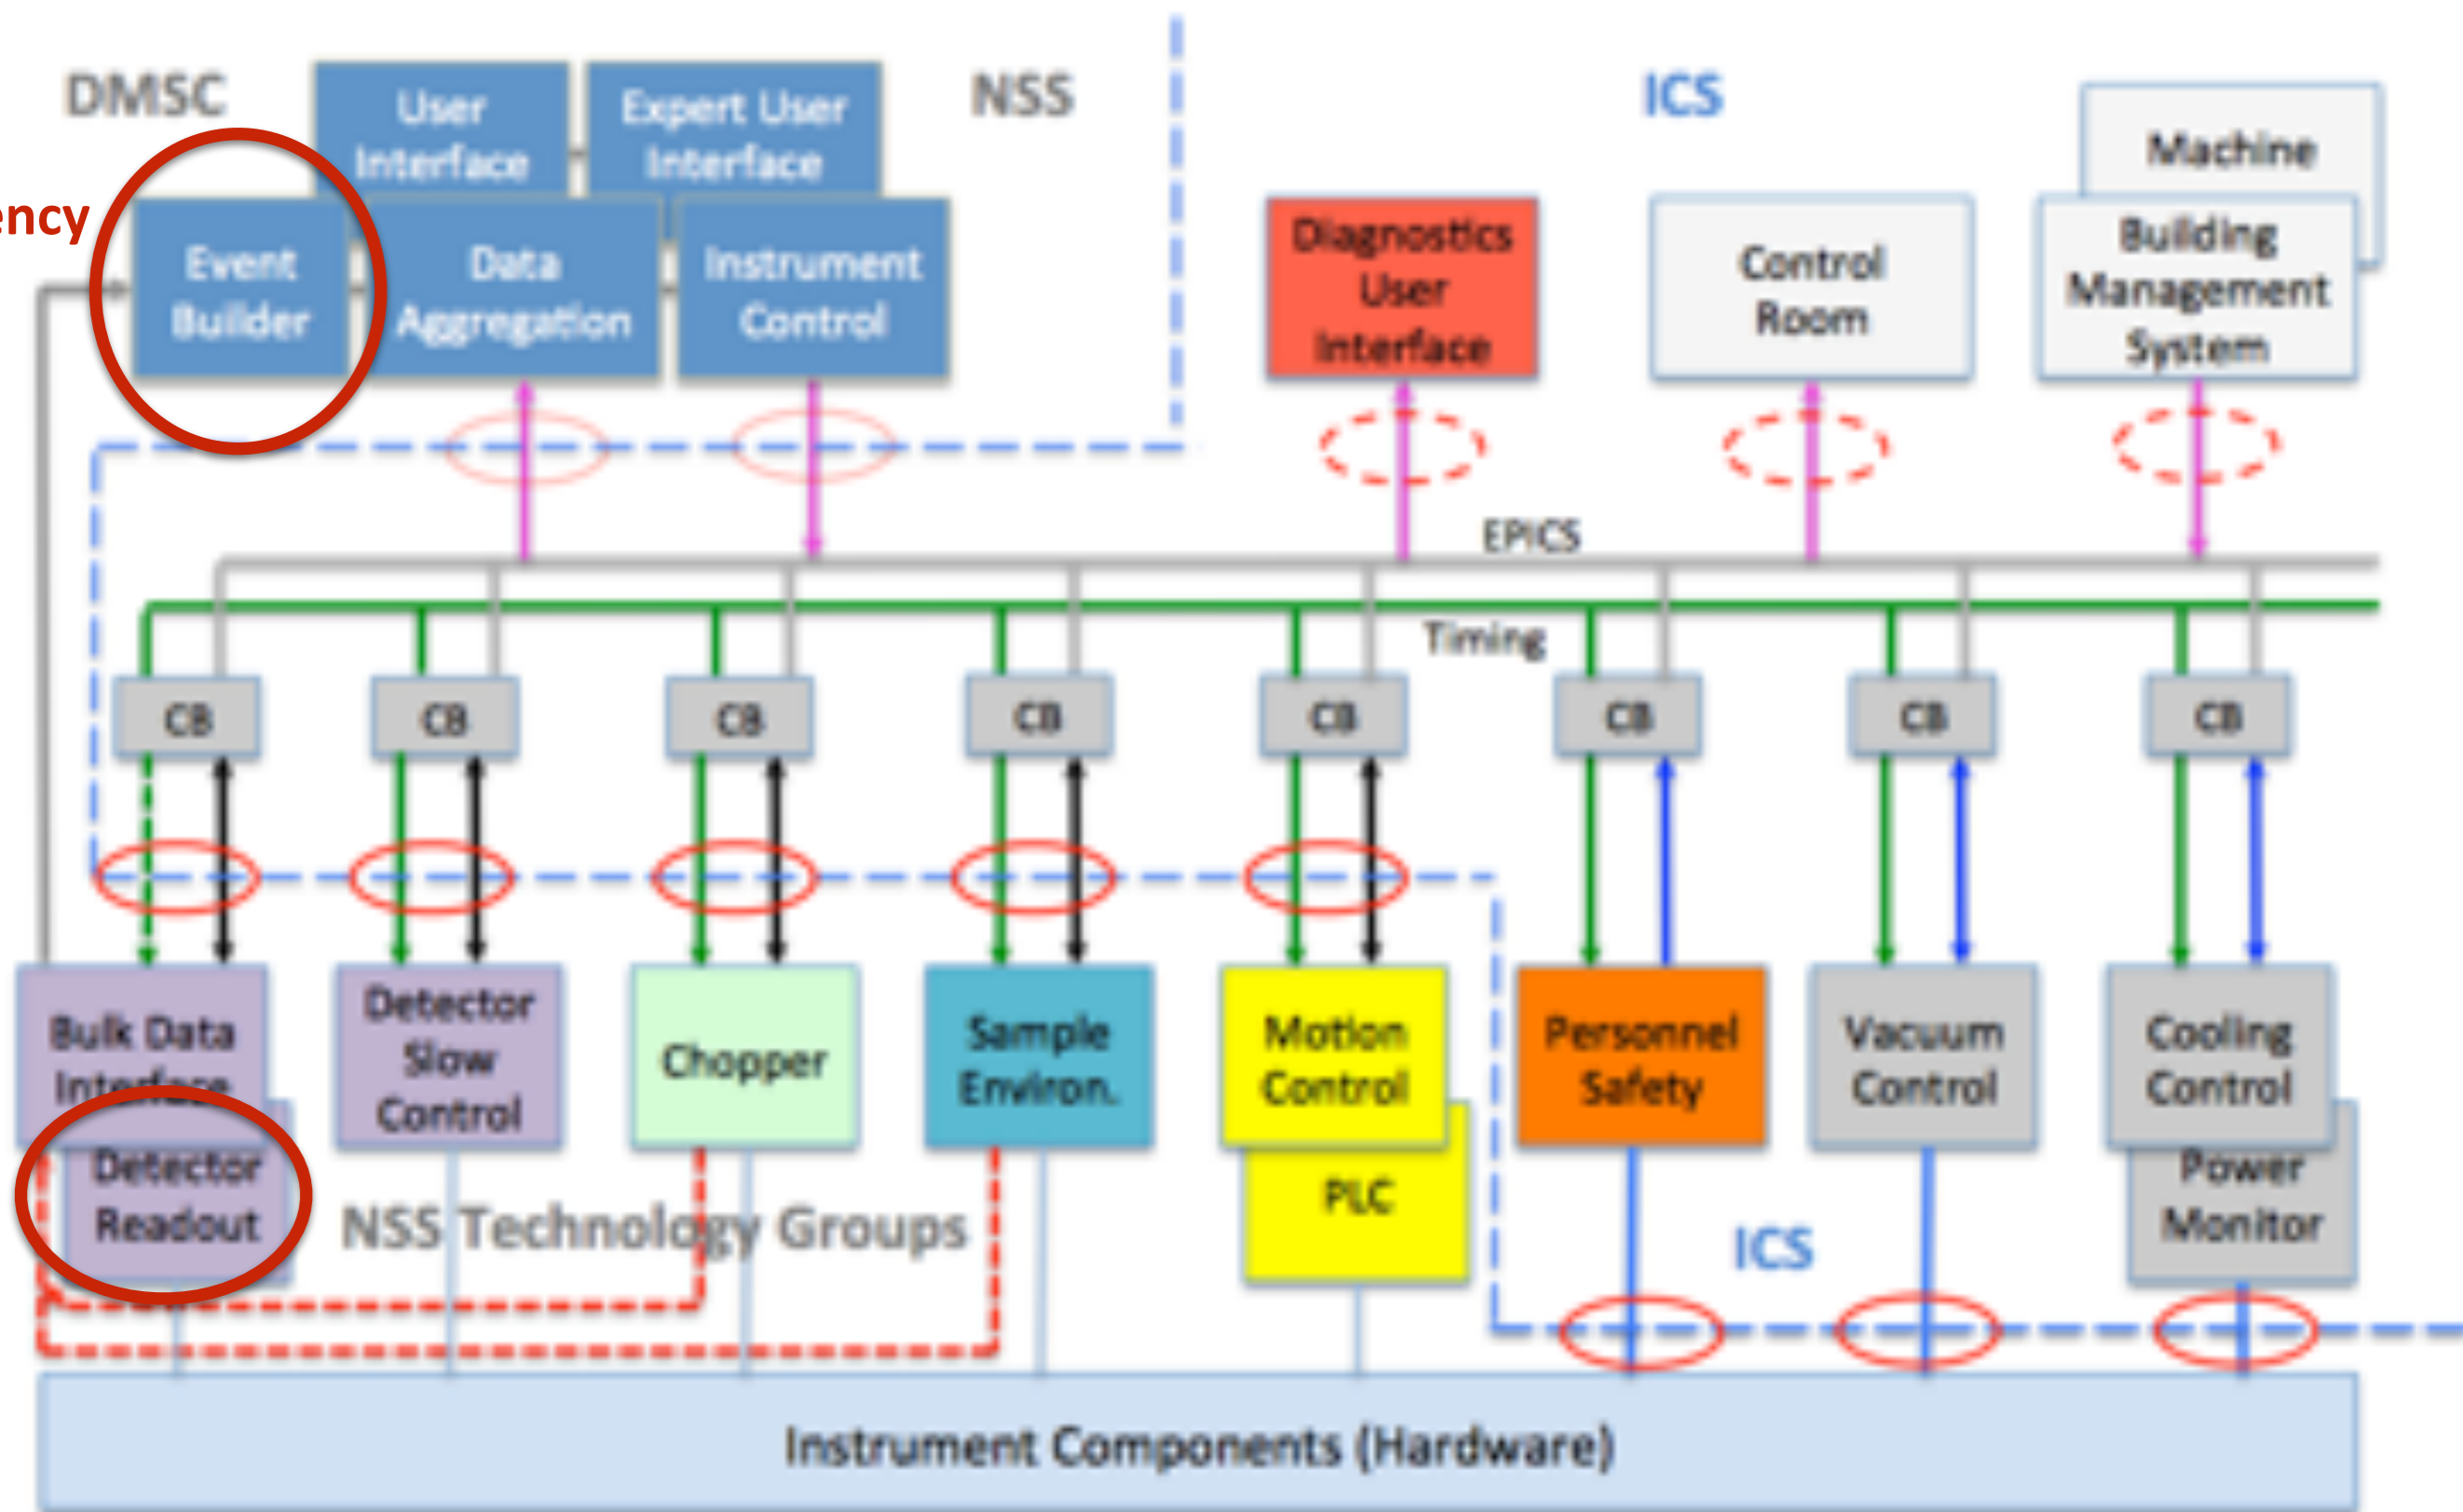 DMSC
NSS
ICS
User
Interface
Expert User
Interface
Machine
ency
Event
Builder
Data
Aggregation
Instrument
Control
Diagnostics
User
Interface
Control
Room
Building
Management
System
EPICS
Timing
CB
CB
CB
CB
CB
CB
CB
CB
Bulk Data
Interface
Detector
Slow
Control
Chopper
Sample
Environ.
Motion
Control
Personnel
Safety
Vacuum
Control
Cooling
Control
Detector
Readout
NSS Technology Groups
PLC
ICS
Power
Monitor
Instrument Components (Hardware)